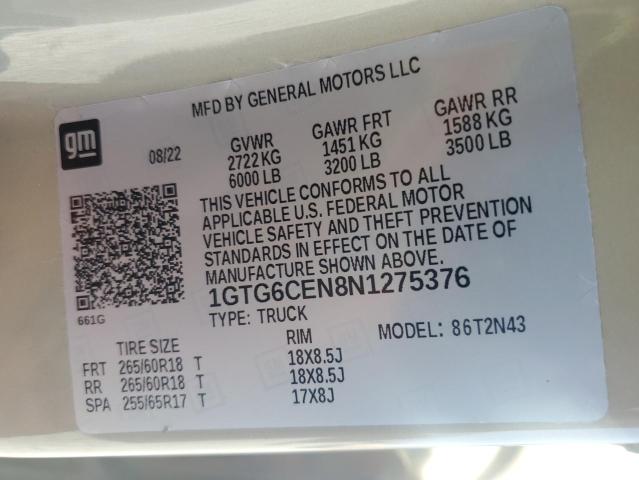 MFD BY GENERAL MOTORS LLC
gm
08/22
GVWR GAWR FRT GAWR RR
2722 KG 1451 KG 1588 KG
6000 LB 3200 LB 3500 LB
THIS VEHICLE CONFORMS TO ALL
APPLICABLE U.S. FEDERAL MOTOR
VEHICLE SAFETY AND THEFT PREVENTION
STANDARDS IN EFFECT ON THE DATE OF
MANUFACTURE SHOWN ABOVE.
1GTG6CEN8N1275376
661G
TYPE: TRUCK MODEL: 86T2N43
TIRE SIZE RIM
FRT 265/60R18 T 18X8.5J
RR 265/60R18 T 18X8.5J
SPA 255/65R17 T 17X8J